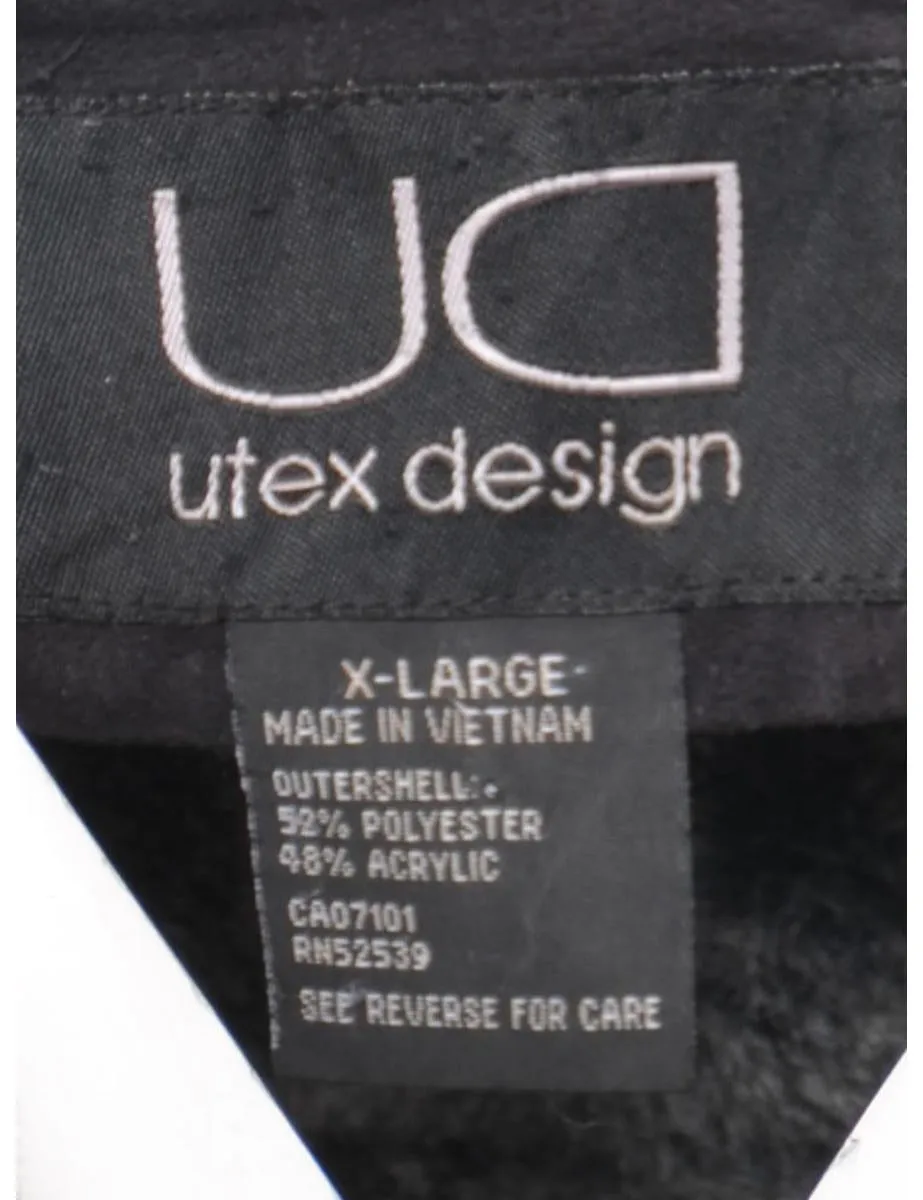 UD
utex design
X-LARGE
MADE IN VIETNAM
OUTERSHELL:
52% POLYESTER
48% ACRYLIC
CA07101
RN52539
SEE REVERSE FOR CARE